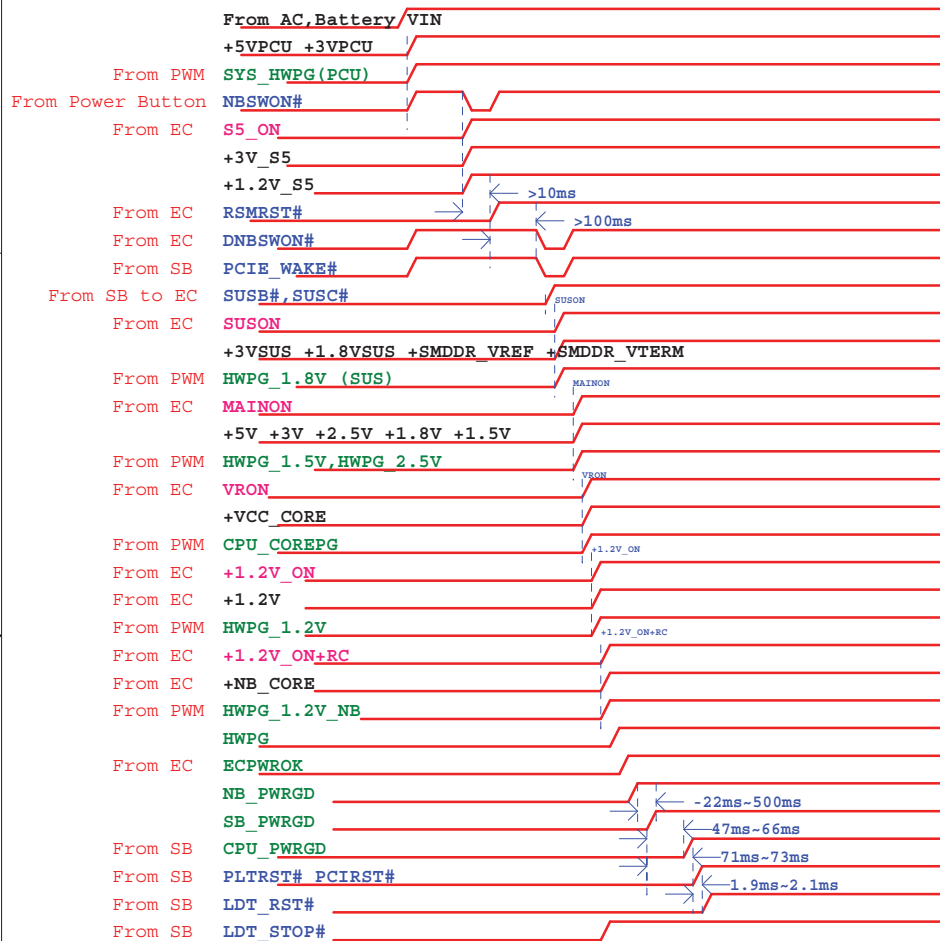 From AC,Battery VIN
+5VPCU +3VPCU
From PWM SYS_HWPG(PCU)
From Power Button NBSWON#
From EC S5_ON
+3V_S5
+1.2V_S5
>10ms
From EC RSMRST#
>100ms
From EC DNBSWON#
From SB PCIE_WAKE#
From SB to EC SUSB#,SUSC#
SUSON
From EC SUSON
+3VSUS +1.8VSUS +SMDDR_VREF +SMDDR_VTERM
From PWM HWPG_1.8V (SUS)
MAINON
From EC MAINON
+5V +3V +2.5V +1.8V +1.5V
From PWM HWPG_1.5V,HWPG_2.5V
VRON
From EC VRON
+VCC_CORE
From PWM CPU_COREPG
+1.2V_ON
From EC +1.2V_ON
From EC +1.2V
From PWM HWPG_1.2V
+1.2V_ON+RC
From EC +1.2V_ON+RC
From EC +NB_CORE
From PWM HWPG_1.2V_NB
HWPG
From EC ECPWROK
NB_PWRGD
-22ms~500ms
SB_PWRGD
47ms~66ms
From SB CPU_PWRGD
71ms~73ms
From SB PLTRST# PCIRST#
1.9ms~2.1ms
From SB LDT_RST#
From SB LDT_STOP#